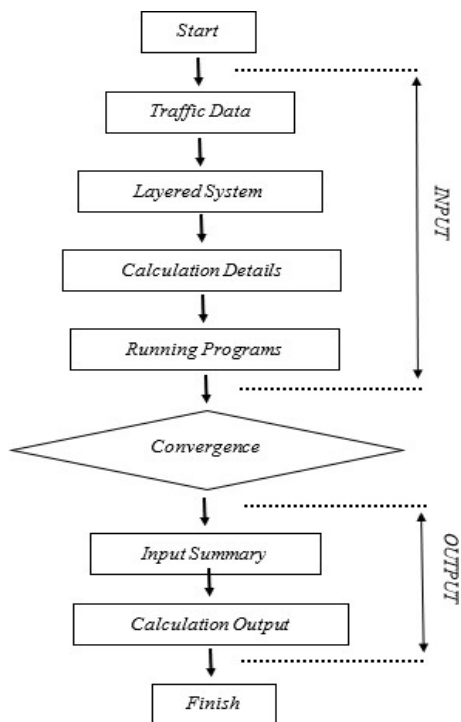 Start
Traffic Data
Layered System
INPUT
Calculation Details
Running Programs
Convergence
Input Summary
OUTPUT
Calculation Output
Finish